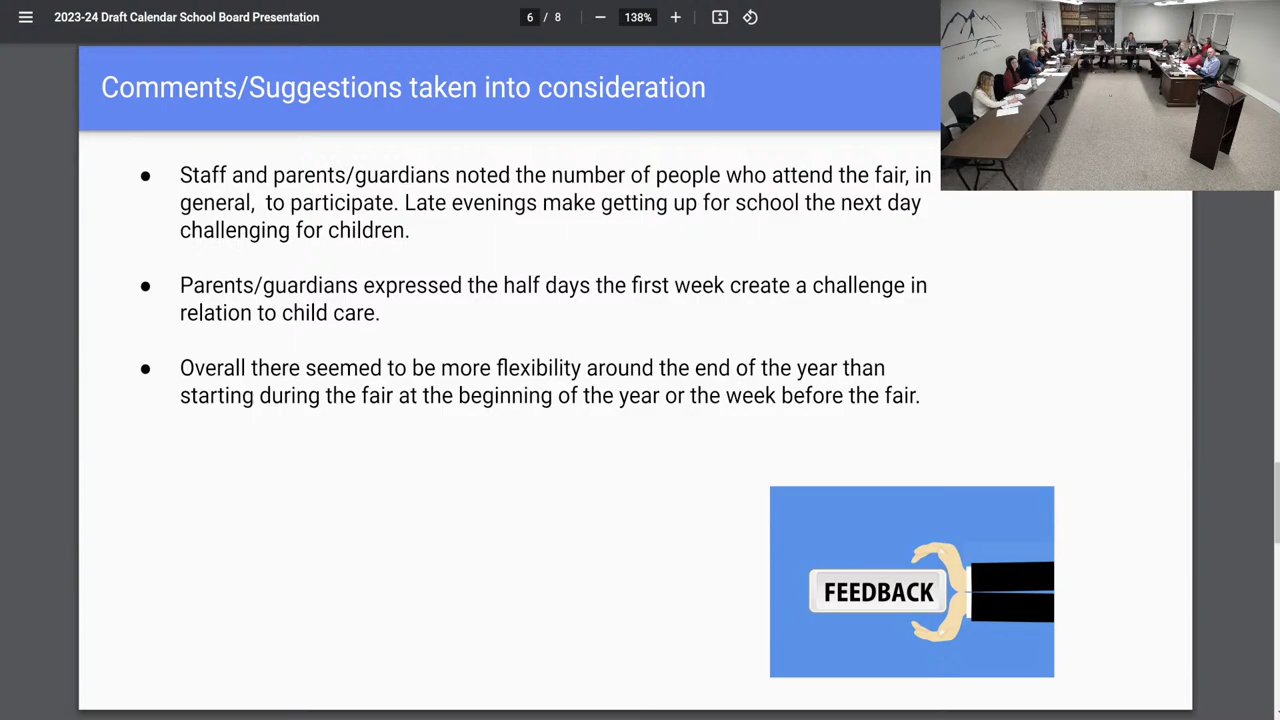 2023-24 Draft Calendar School Board Presentation
6 / 8
138%
Comments/Suggestions taken into consideration
● Staff and parents/guardians noted the number of people who attend the fair, in
general, to participate. Late evenings make getting up for school the next day
challenging for children.
● Parents/guardians expressed the half days the first week create a challenge in
relation to child care.
● Overall there seemed to be more flexibility around the end of the year than
starting during the fair at the beginning of the year or the week before the fair.
FEEDBACK